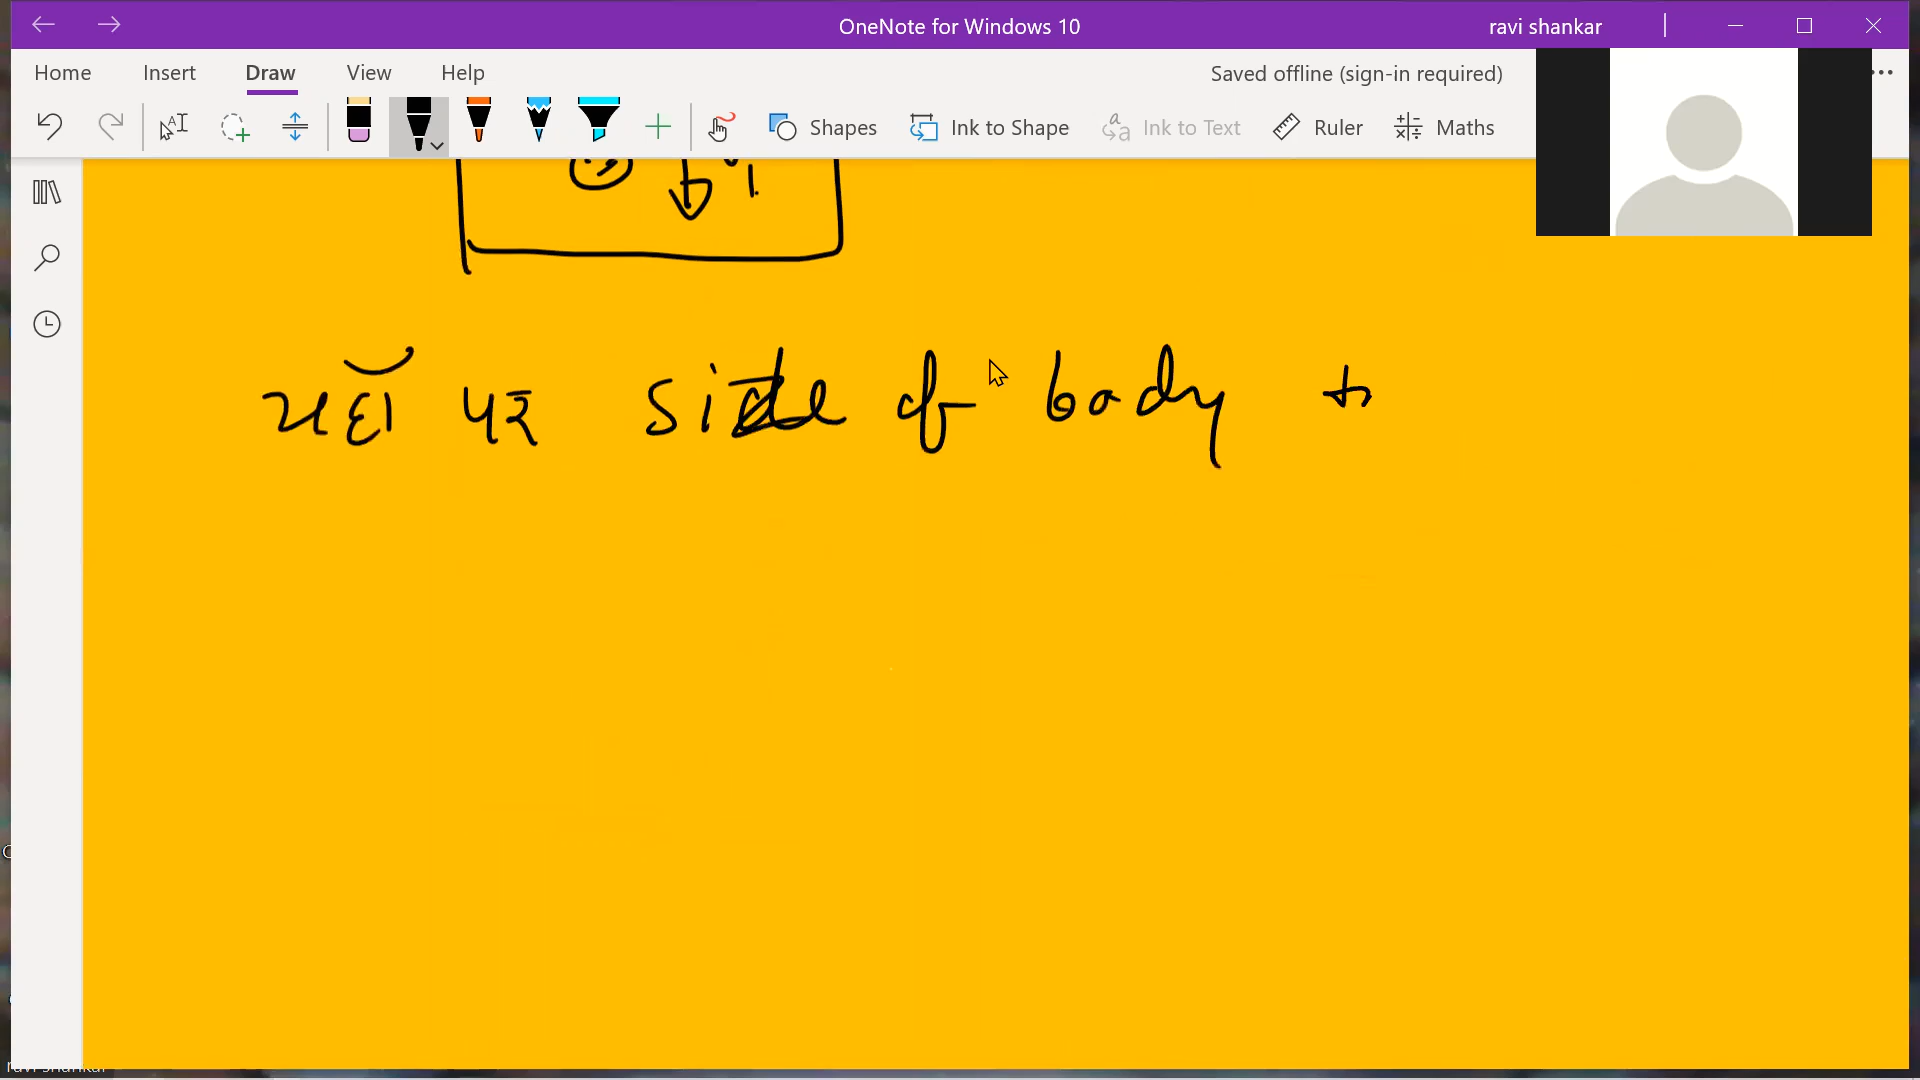 OneNote for Windows 10
ravi shankar
Home Insert Draw View Help
Saved offline (sign-in required)
Shapes Ink to Shape Ink to Text Ruler Maths
यहाँ पर side of body